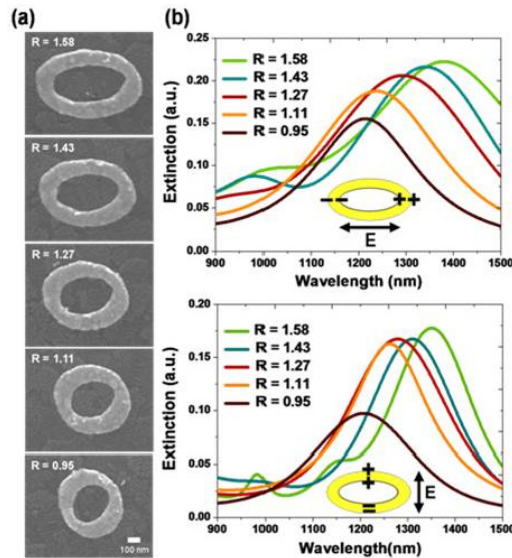 (a)
R = 1.58
R = 1.43
R = 1.27
R = 1.11
R = 0.95
100 nm
(b)
Extinction (a.u.)
0.25
0.20
0.15
0.10
0.05
0.00
R = 1.58
R = 1.43
R = 1.27
R = 1.11
R = 0.95
- -
++
E
900 1000 1100 1200 1300 1400 1500
Wavelength (nm)
Extinction (a.u.)
0.20
0.15
0.10
0.05
0.00
R = 1.58
R = 1.43
R = 1.27
R = 1.11
R = 0.95
+
+
E
=
900 1000 1100 1200 1300 1400 1500
Wavelength(nm)